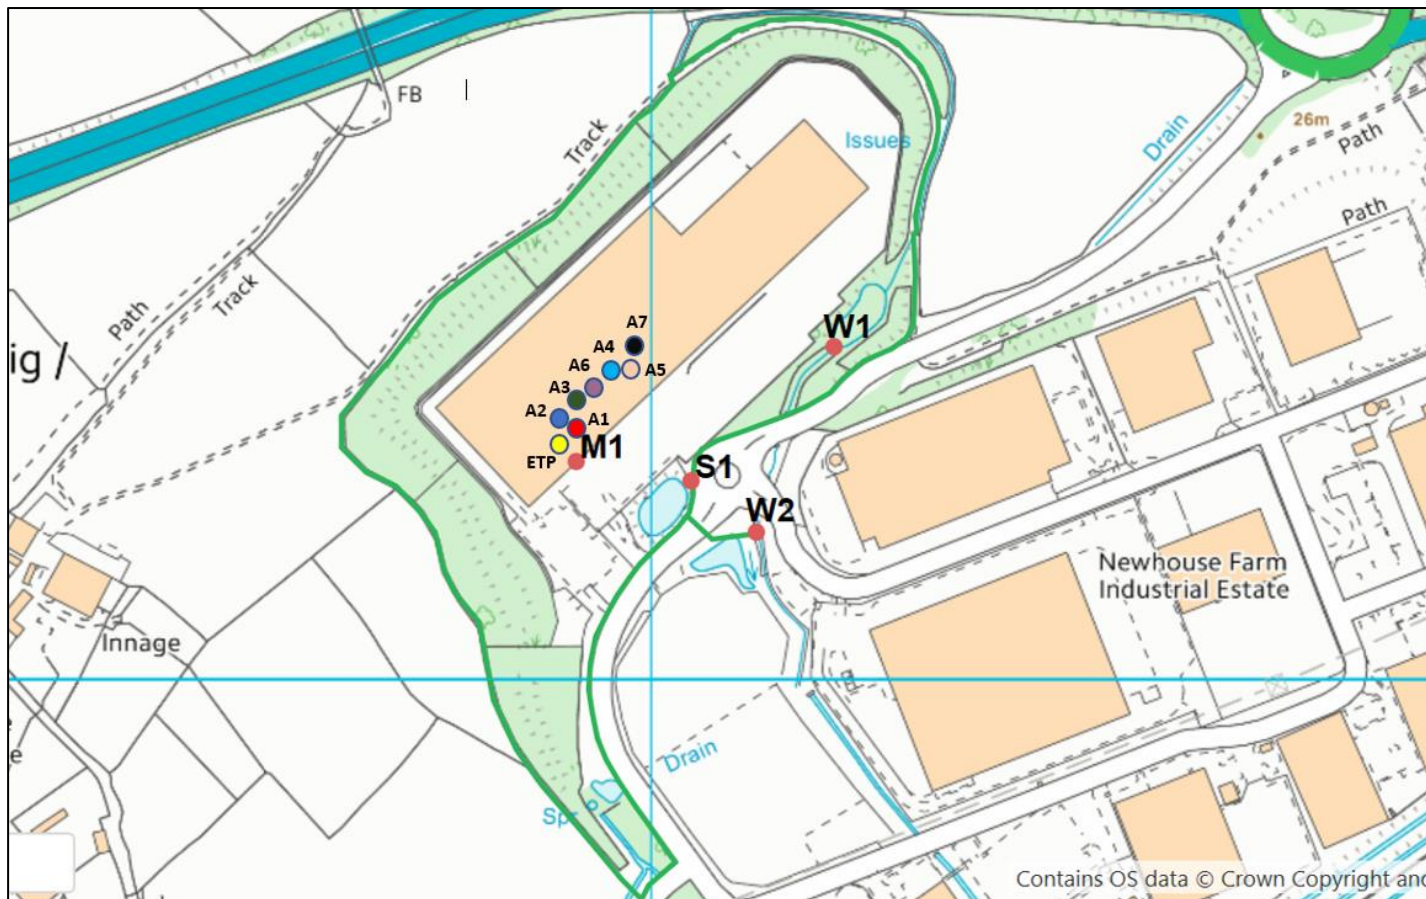 FB
Track
Issues
Drain
26m
Path
Path
Path
Track
ig /
A7
A4
A6
A5
A3
A2
A1
M1
ETP
W1
S1
W2
Newhouse Farm
Industrial Estate
Innage
e
Drain
Spr
Contains OS data © Crown Copyright and